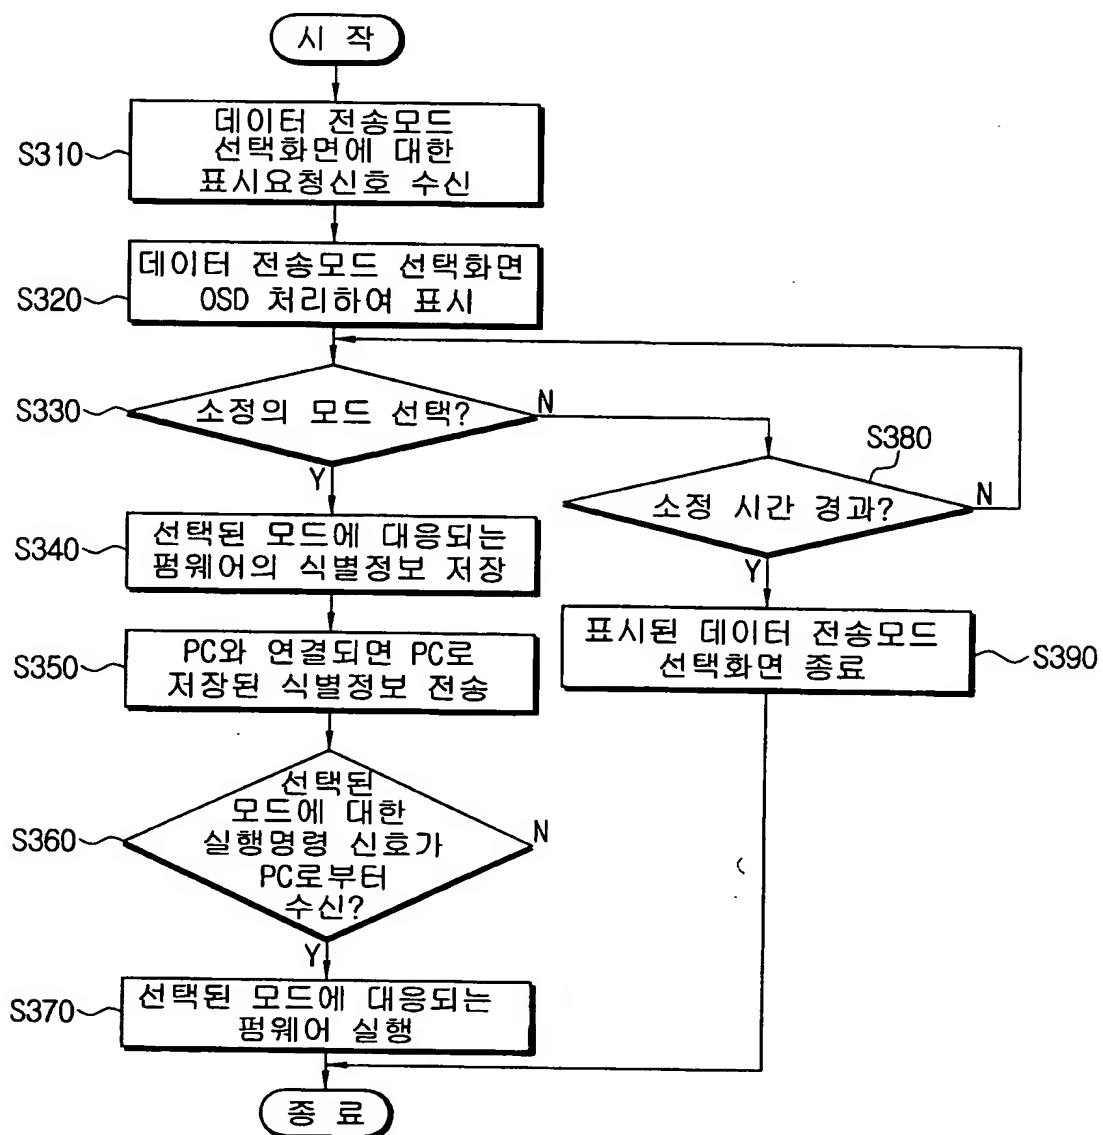 시 작
S310
데이터 전송모드
선택화면에 대한
표시요청신호 수신
S320
데이터 전송모드 선택화면
OSD 처리하여 표시
S330
소정의 모드 선택?
N
Y
S380
소정 시간 경과?
N
Y
S340
선택된 모드에 대응되는
펌웨어의 식별정보 저장
S350
PC와 연결되면 PC로
저장된 식별정보 전송
표시된 데이터 전송모드
선택화면 종료
S390
S360
선택된
모드에 대한
실행명령 신호가
PC로부터
수신?
N
Y
S370
선택된 모드에 대응되는
펌웨어 실행
종 료